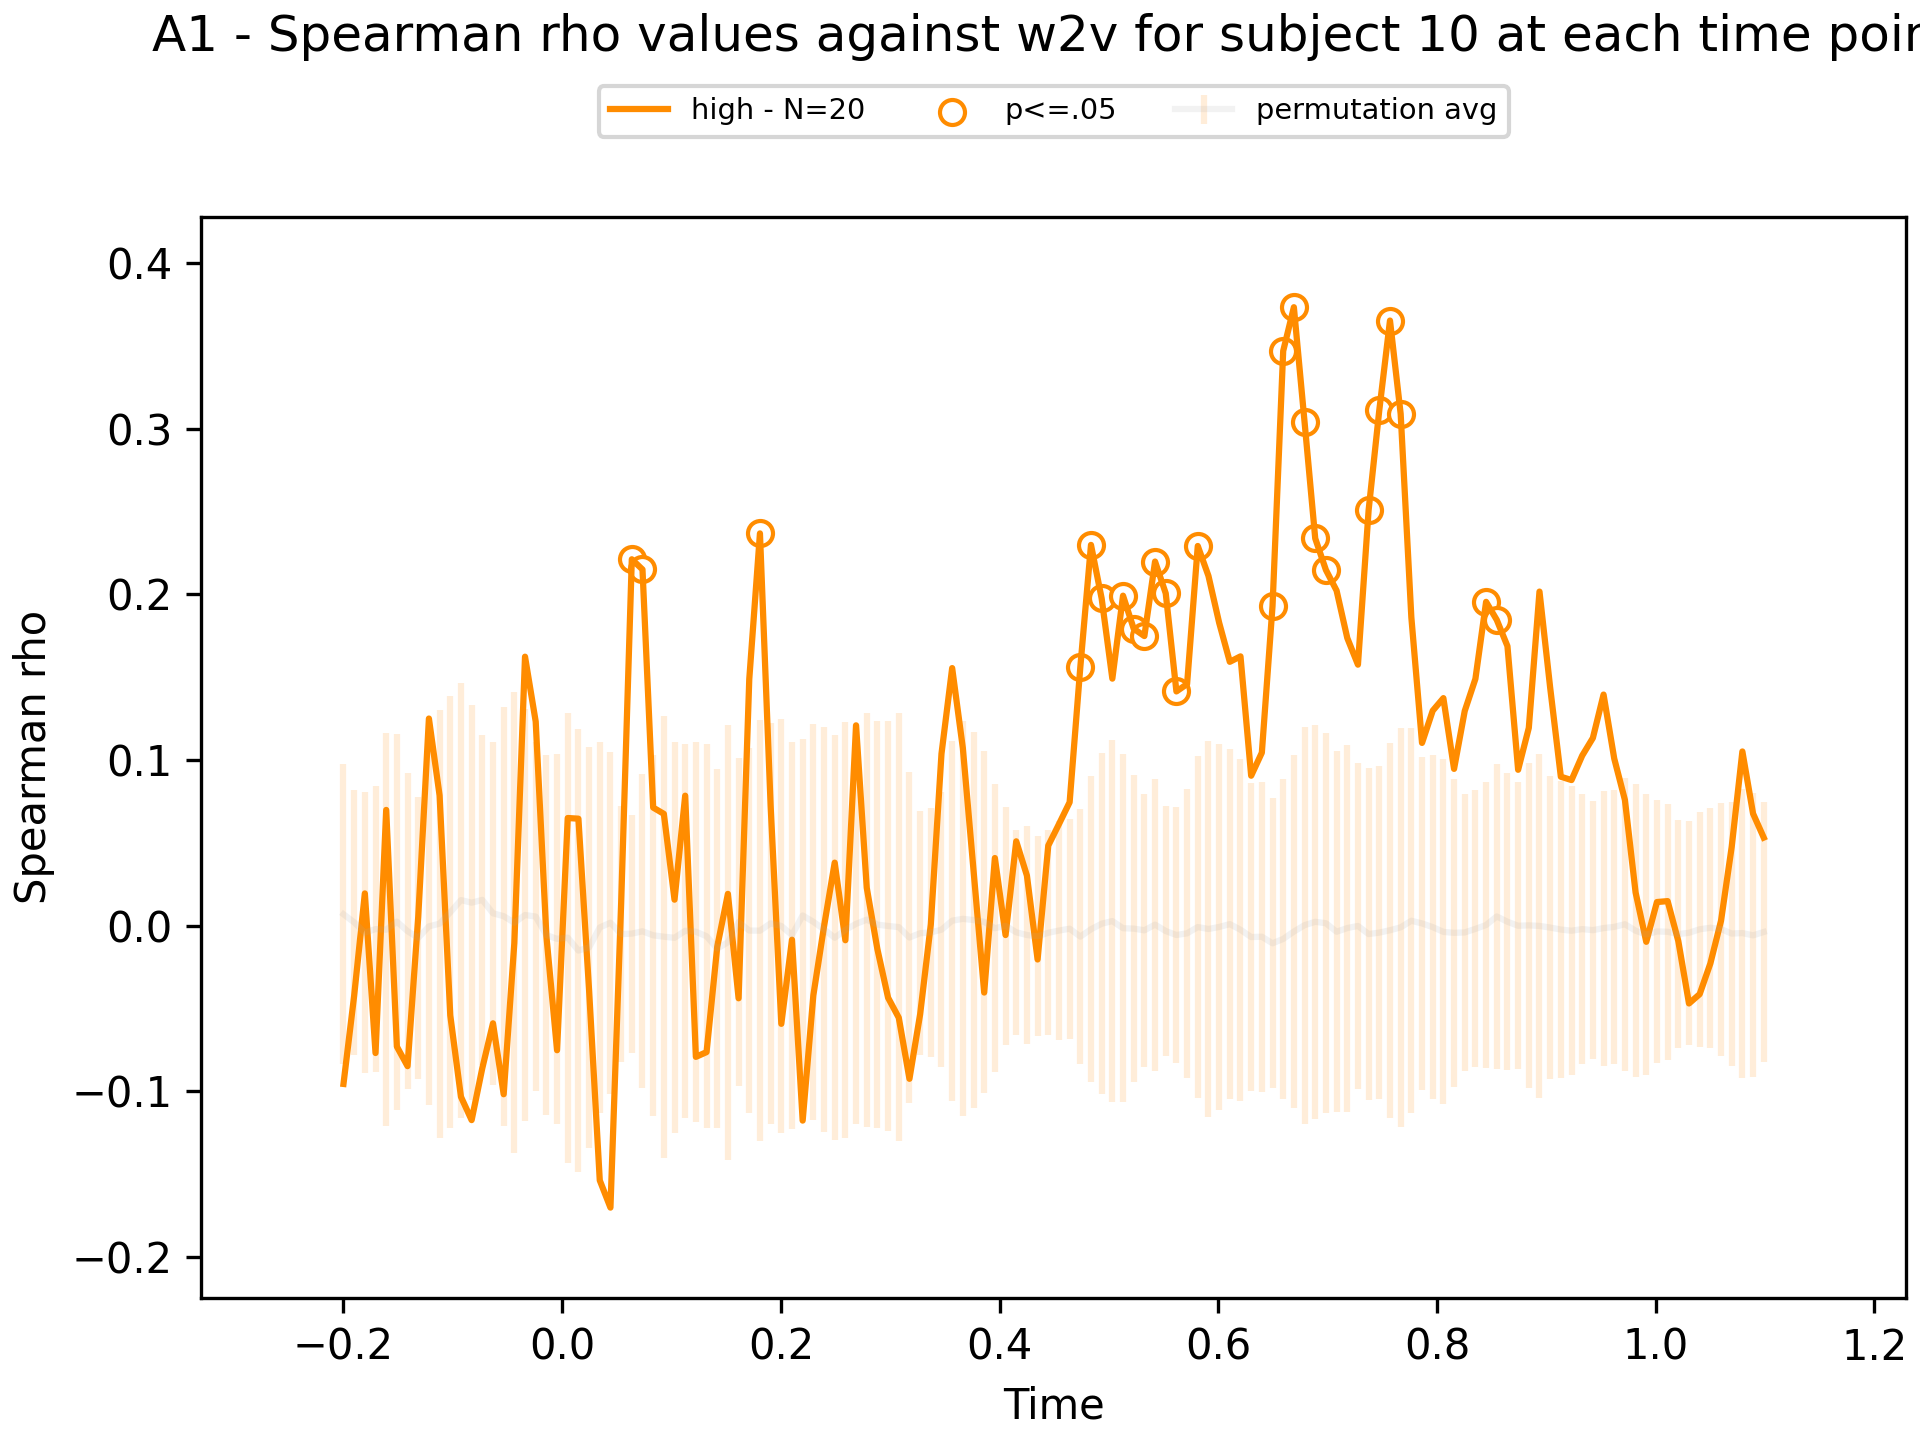 A1 - Spearman rho values against w2v for subject 10 at each time poin
high - N=20
p<=.05
permutation avg
0.4
0.3
0.2
0.1
0.0
−0.1
−0.2
Spearman rho
−0.2 0.0 0.2 0.4 0.6 0.8 1.0 1.2
Time